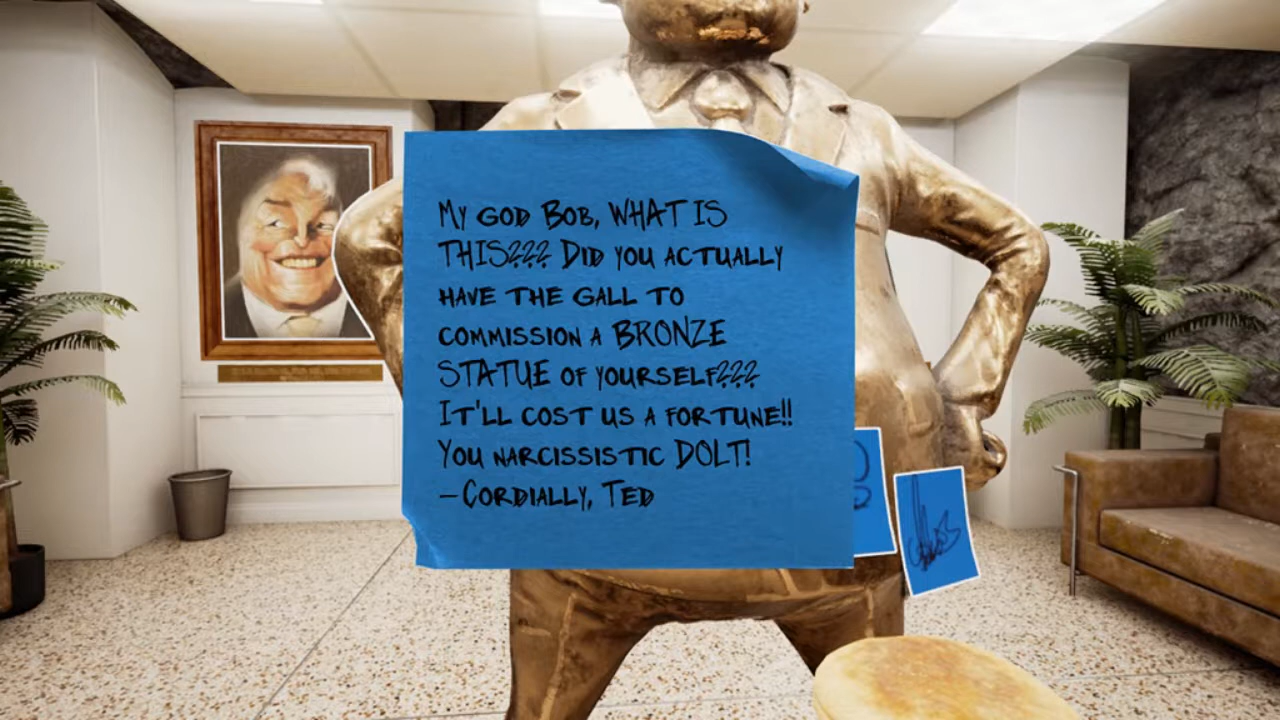 My god Bob, WHAT IS
THIS??? Did you actually
have the gall to
commission a BRONZE
STATUE of yourself???
It'll cost us a fortune!!
You narcissistic DOLT!
–Cordially, Ted